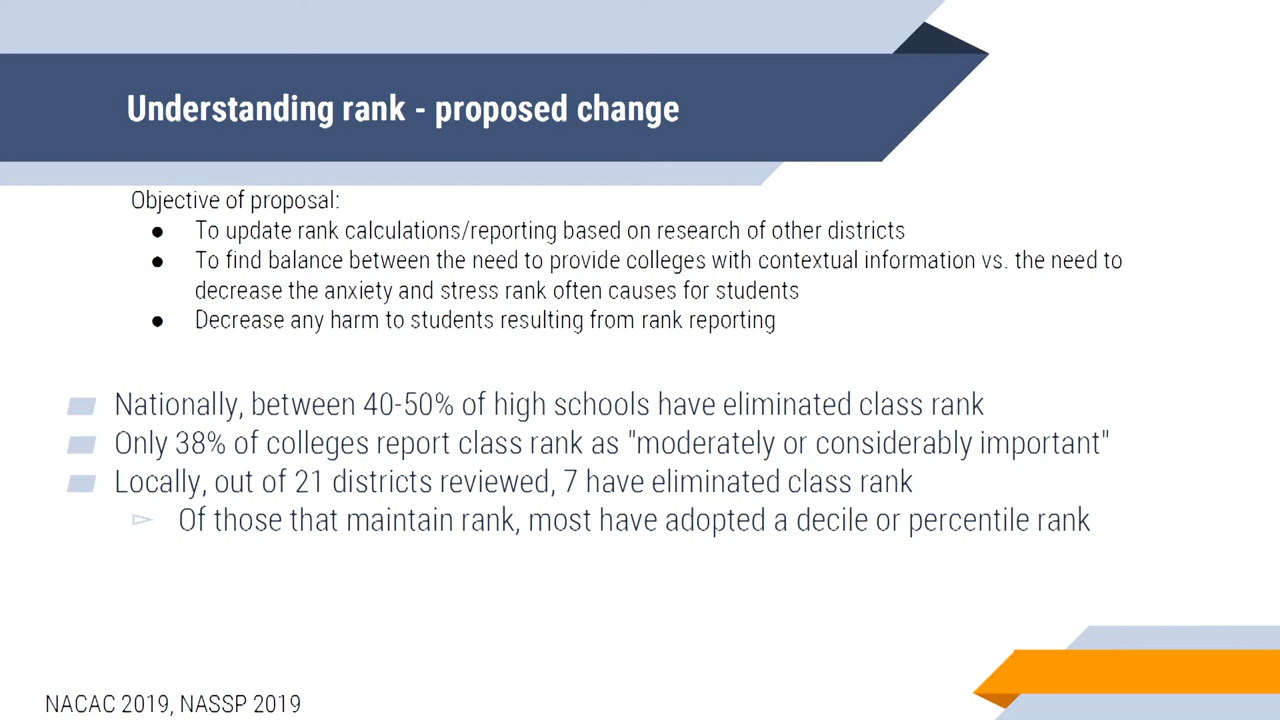 Understanding rank - proposed change
Objective of proposal:
● To update rank calculations/reporting based on research of other districts
● To find balance between the need to provide colleges with contextual information vs. the need to
decrease the anxiety and stress rank often causes for students
● Decrease any harm to students resulting from rank reporting
Nationally, between 40-50% of high schools have eliminated class rank
Only 38% of colleges report class rank as "moderately or considerably important"
Locally, out of 21 districts reviewed, 7 have eliminated class rank
Of those that maintain rank, most have adopted a decile or percentile rank
NACAC 2019, NASSP 2019